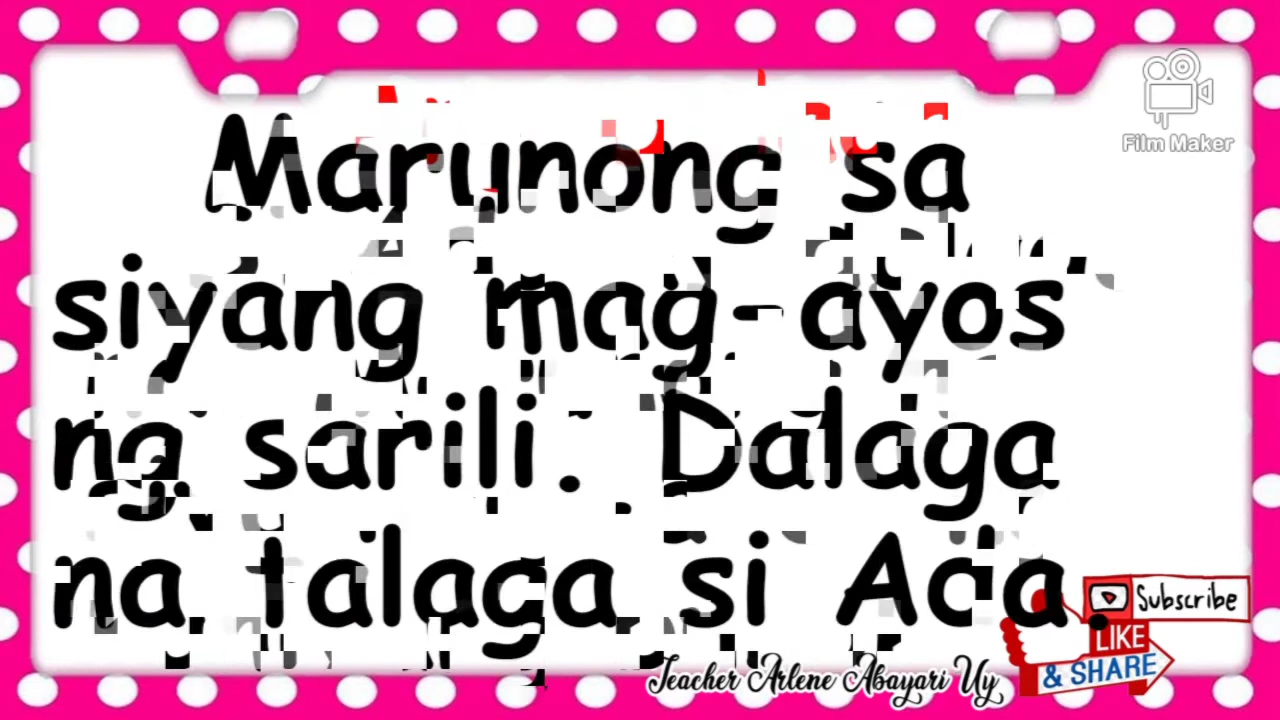 Film Maker
Marunong sa
siyang mag-ayos
ng sarili. Dalaga
na talaga si Ada.
Subscribe
LIKE
& SHARE
Teacher Arlene Abayari Uy